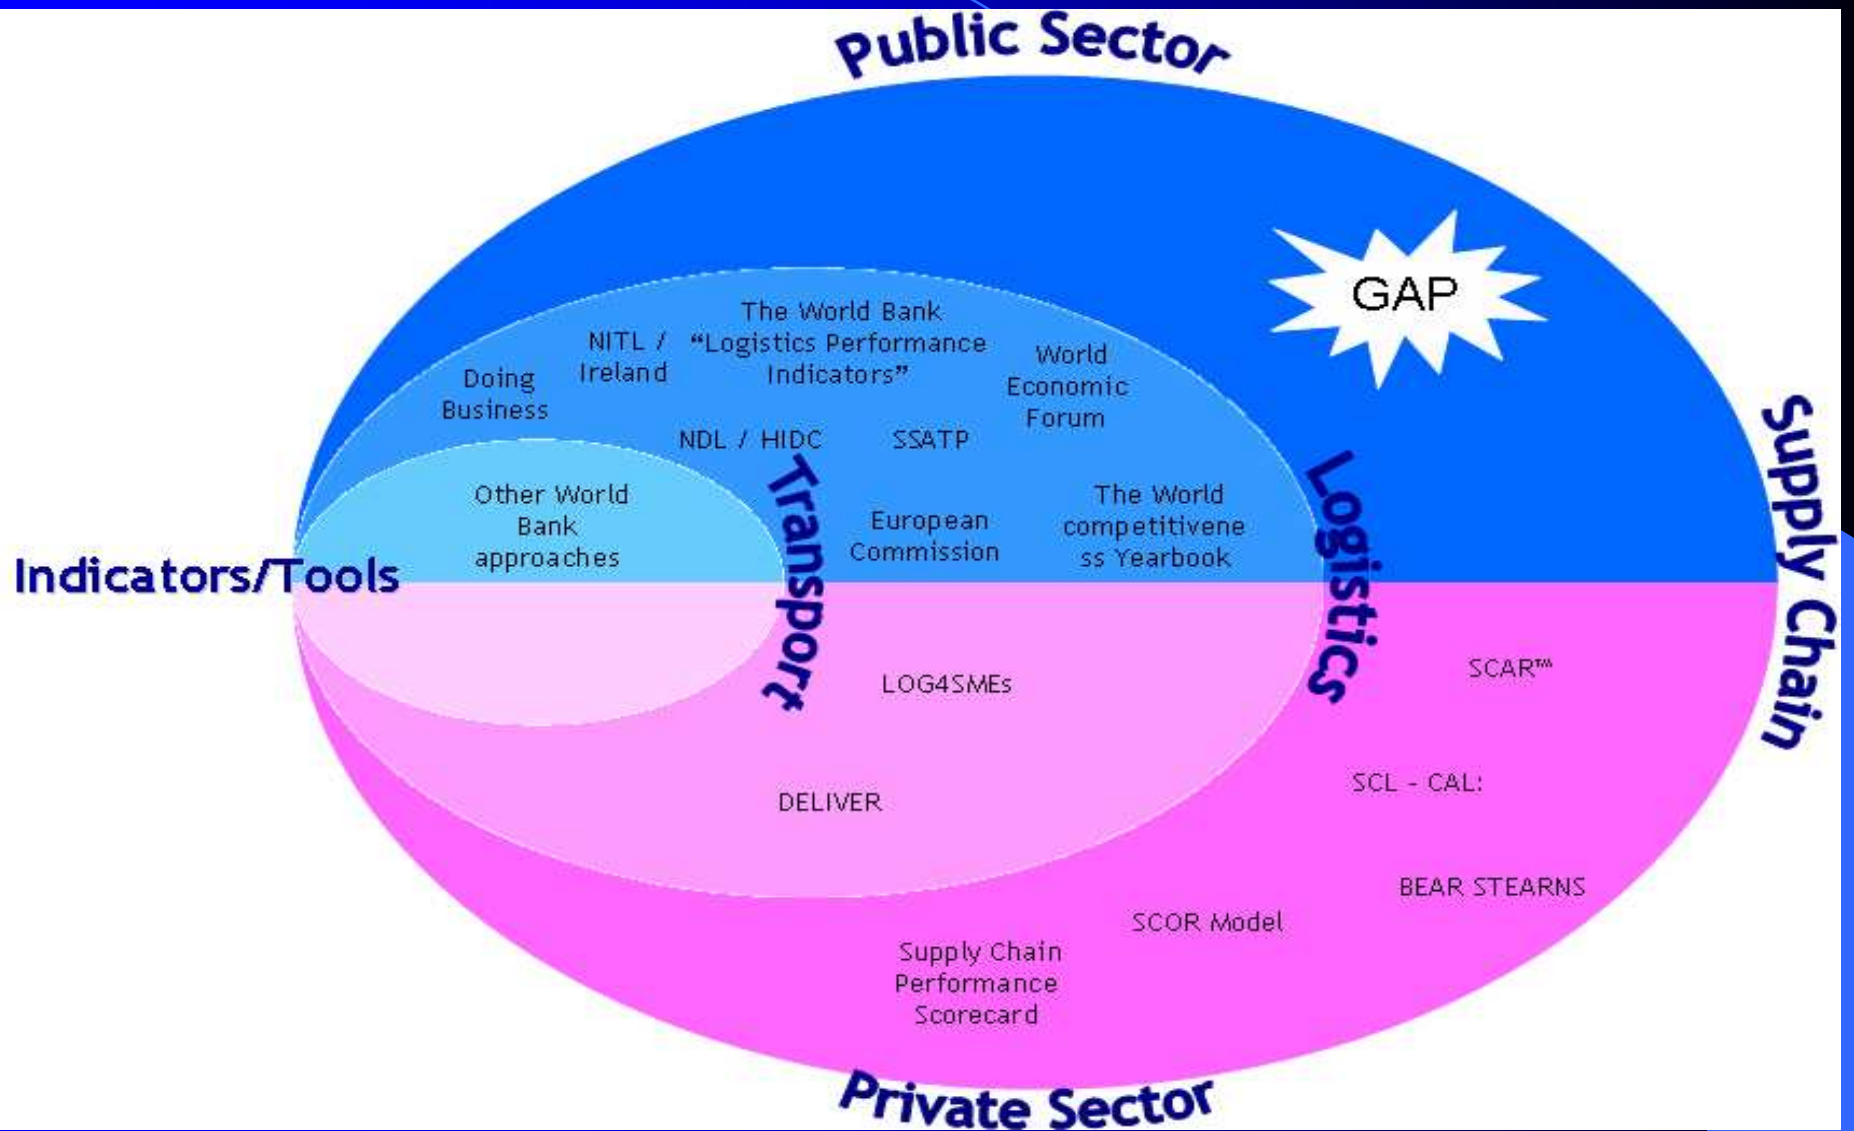 Public Sector
GAP
The World Bank
“Logistics Performance
Indicators”
NITL /
Ireland
World
Economic
Forum
Doing
Business
NDL / HIDC
SSATP
Other World
Bank
approaches
European
Commission
The World
competitivene
ss Yearbook
Indicators/Tools
Transport
Logistics
Supply Chain
LOG4SMEs
SCAR™
DELIVER
SCL - CAL:
BEAR STEARNS
SCOR Model
Supply Chain
Performance
Scorecard
Private Sector